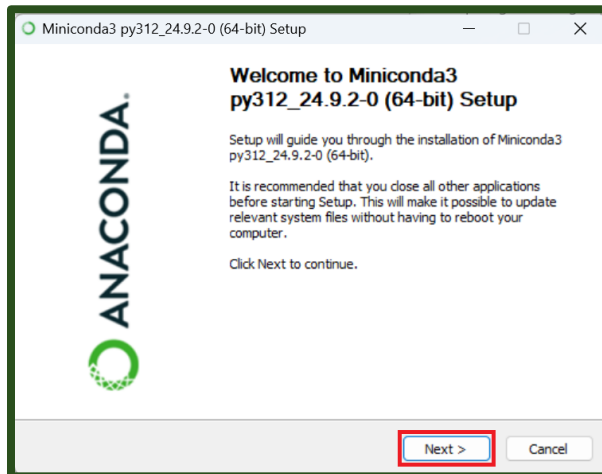 Miniconda3 py312_24.9.2-0 (64-bit) Setup
Welcome to Miniconda3
py312_24.9.2-0 (64-bit) Setup
Setup will guide you through the installation of Miniconda3
py312_24.9.2-0 (64-bit).
It is recommended that you close all other applications
before starting Setup. This will make it possible to update
relevant system files without having to reboot your
computer.
Click Next to continue.
ANACONDA.
Next >
Cancel